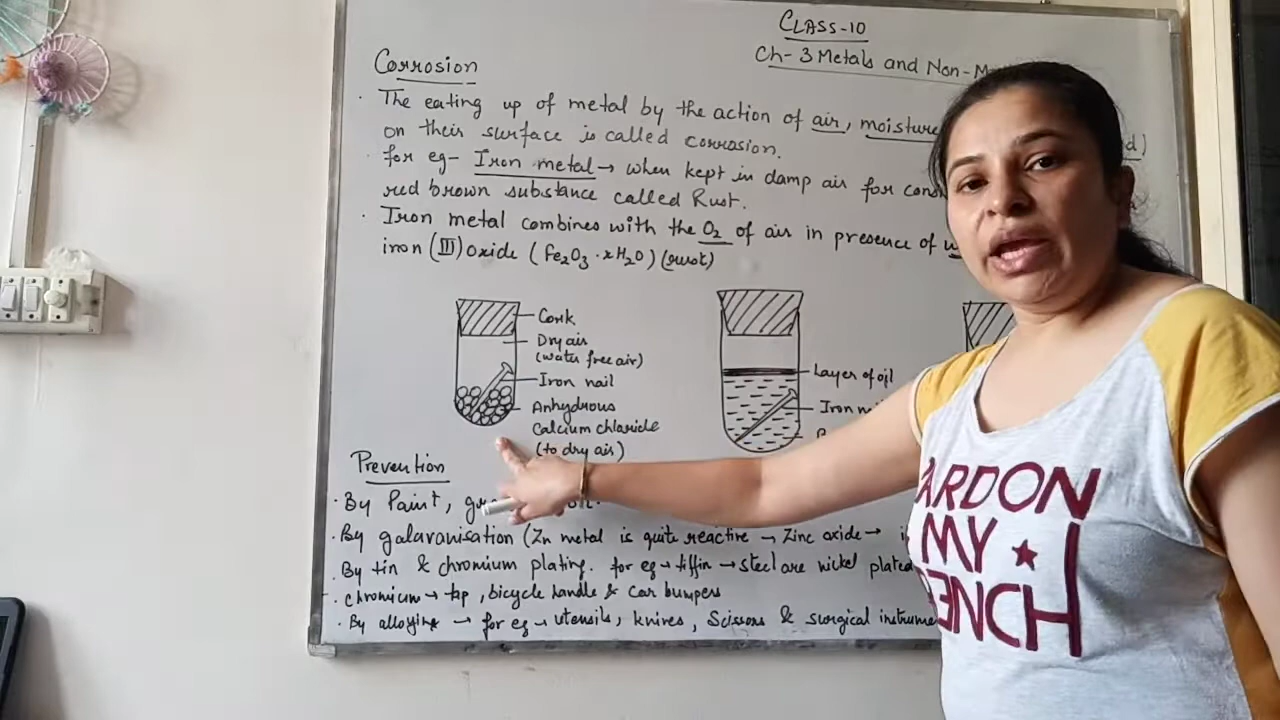 CLASS-10
Ch-3 Metals and Non-M
Corrosion
· The eating up of metal by the action of air, moisture
on their surface is called corrosion.
· for eg- Iron metal → when kept in damp air for cons
red brown substance called Rust.
· Iron metal combines with the O₂ of air in presence of
iron (III) Oxide (Fe₂O₃·xH₂O) (rust)
Cork
Dry air
(water free air)
Iron nail
Anhydrous
Calcium chloride
(to dry air)
Layer of oil
Iron
Prevention
· By Paint,
· By galavanisation (Zn metal is quite reactive → Zinc oxide →
· By tin & chromium plating. for eg → tiffin → steel are nickel plated
· chromium → tap, bicycle handle & car bumpers
· By alloying → for eg → utensils, knives, Scissors & surgical instrume
ARDON
MY
I
RENCH